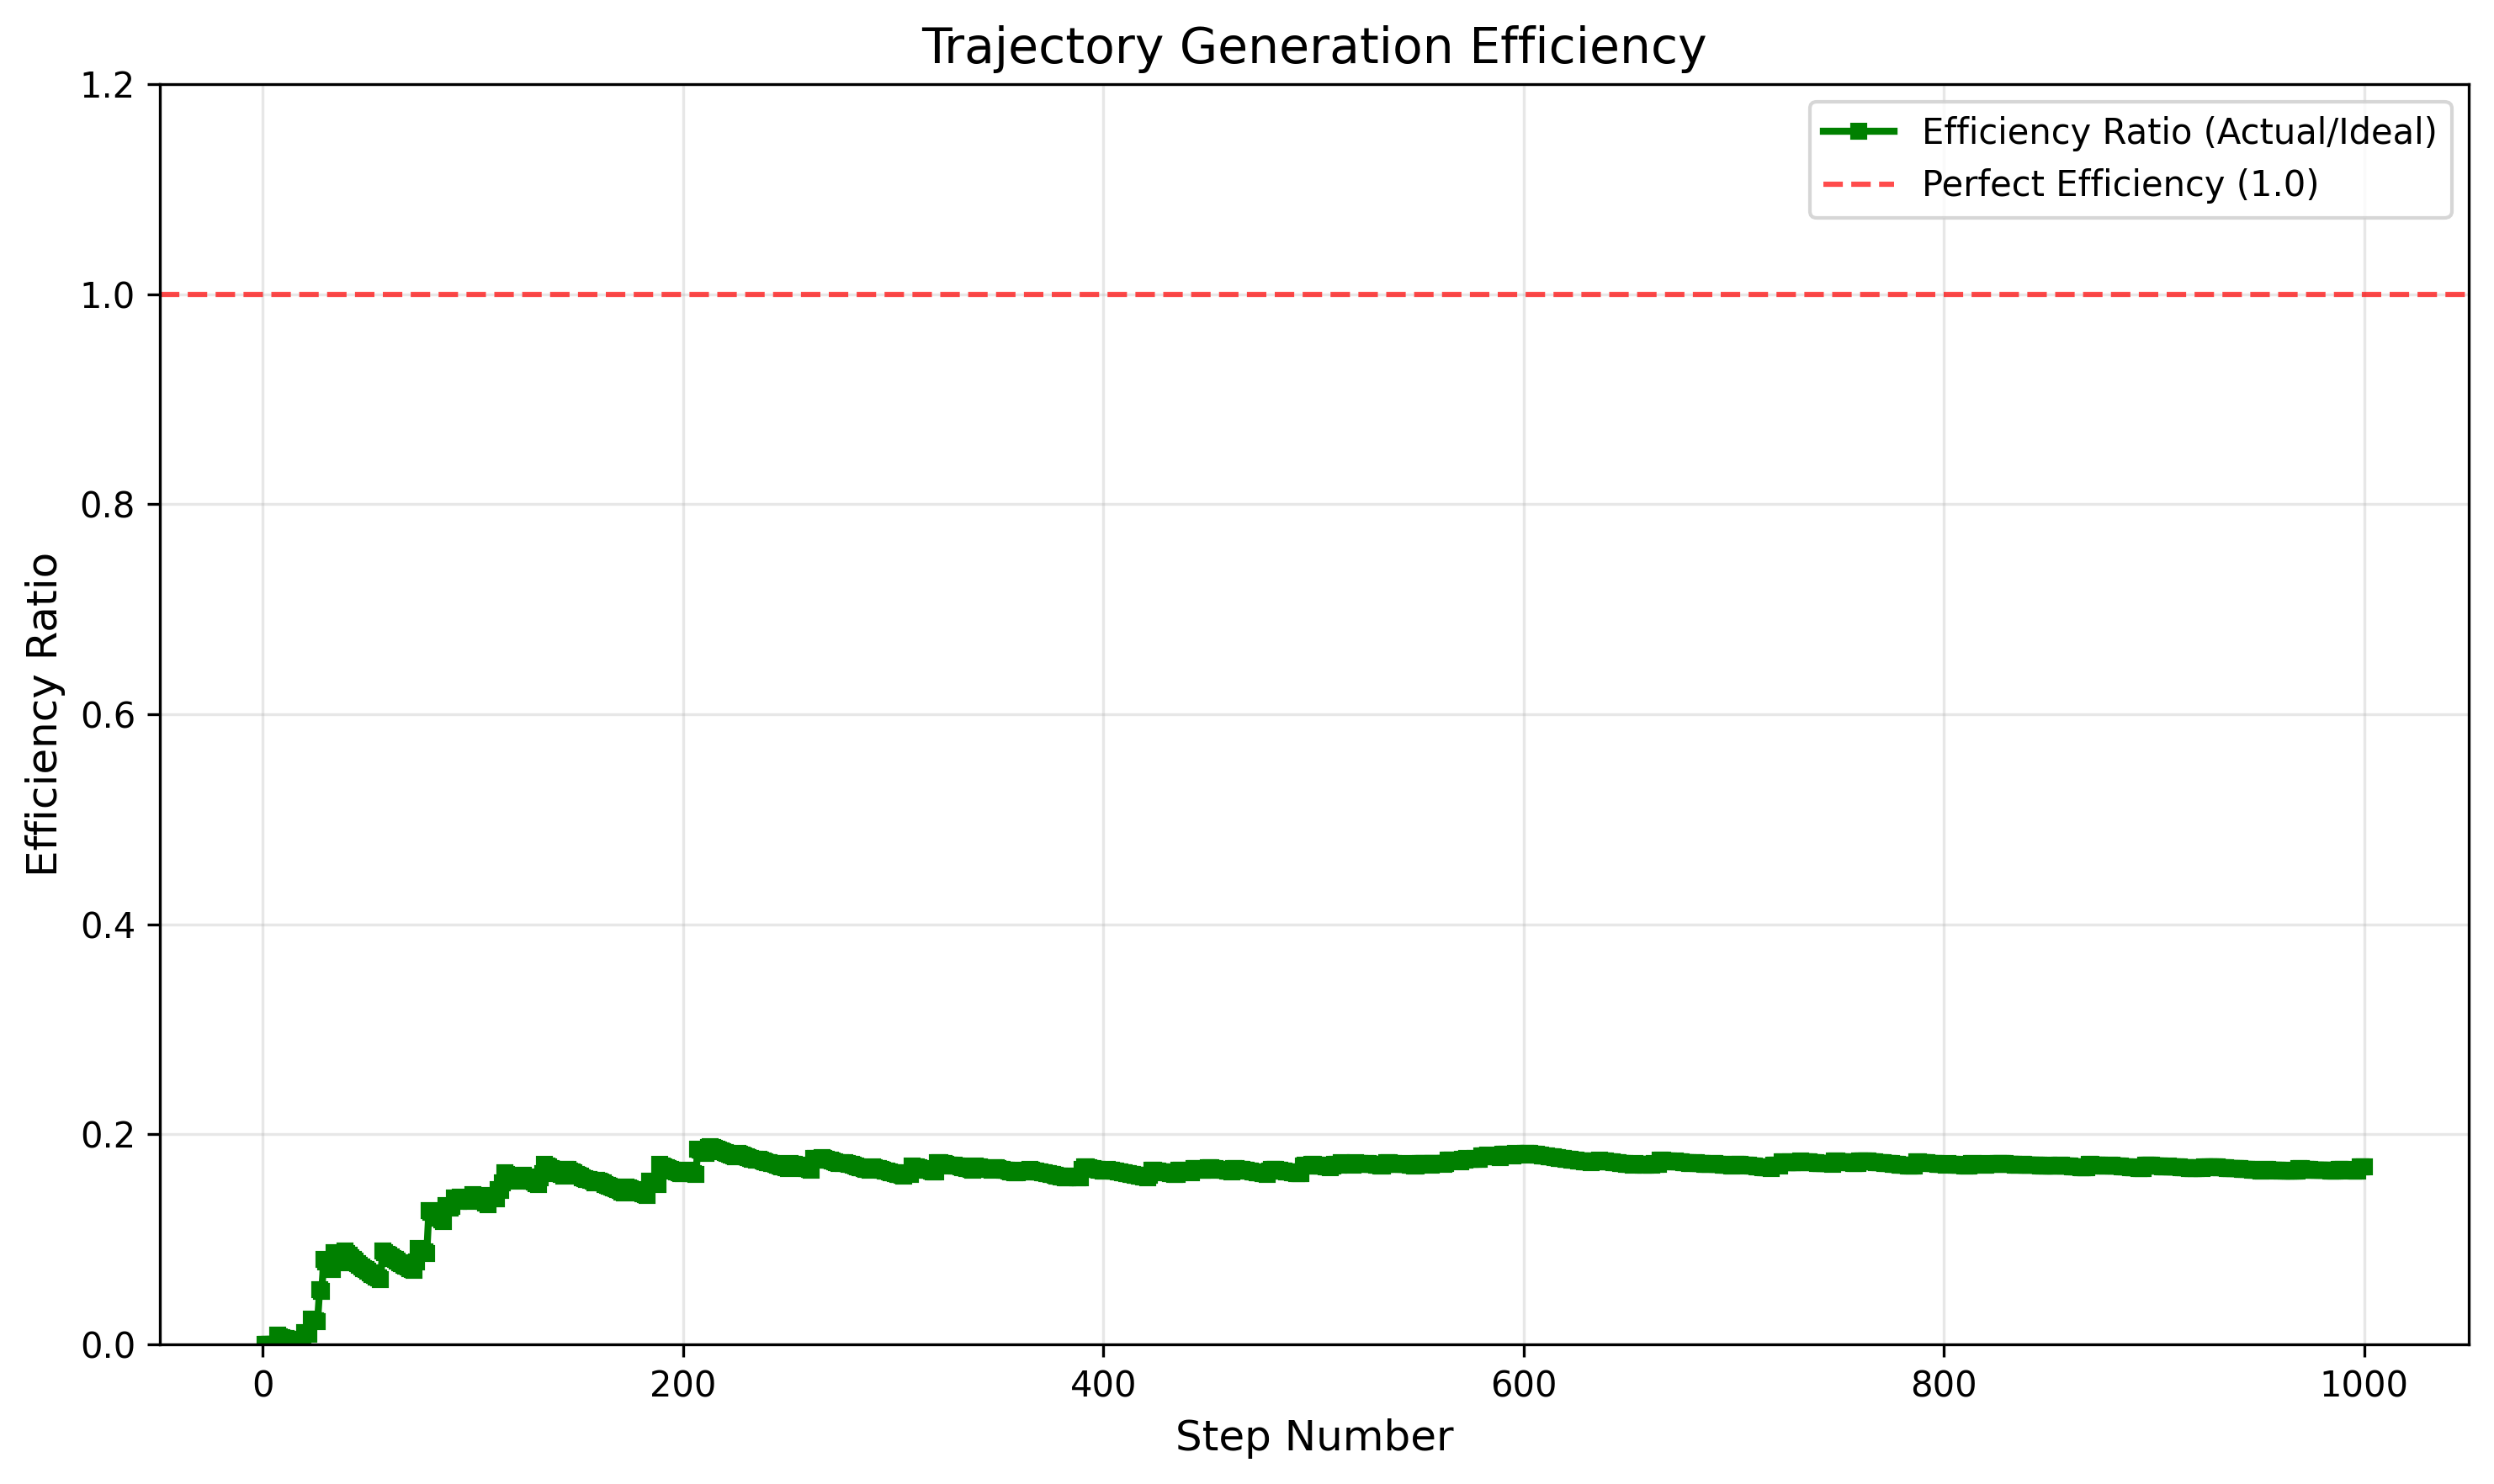 Trajectory Generation Efficiency
1.2
1.0
0.8
0.6
0.4
0.2
0.0
Efficiency Ratio
Efficiency Ratio (Actual/Ideal)
Perfect Efficiency (1.0)
0 200 400 600 800 1000
Step Number